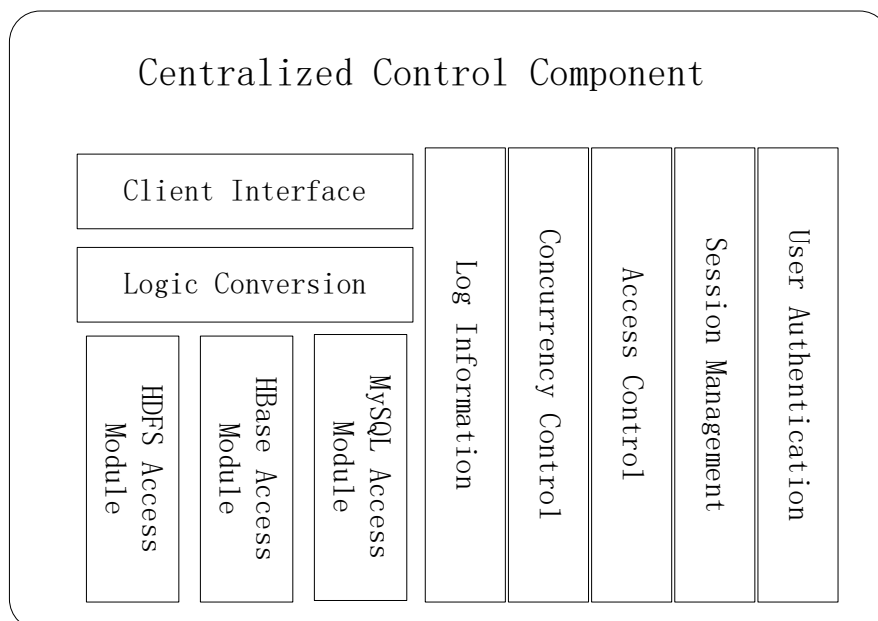 Centralized Control Component
Client Interface
Logic Conversion
HDFS Access
Module
HBase Access
Module
MySQL Access
Module
Log Information
Concurrency Control
Access Control
Session Management
User Authentication